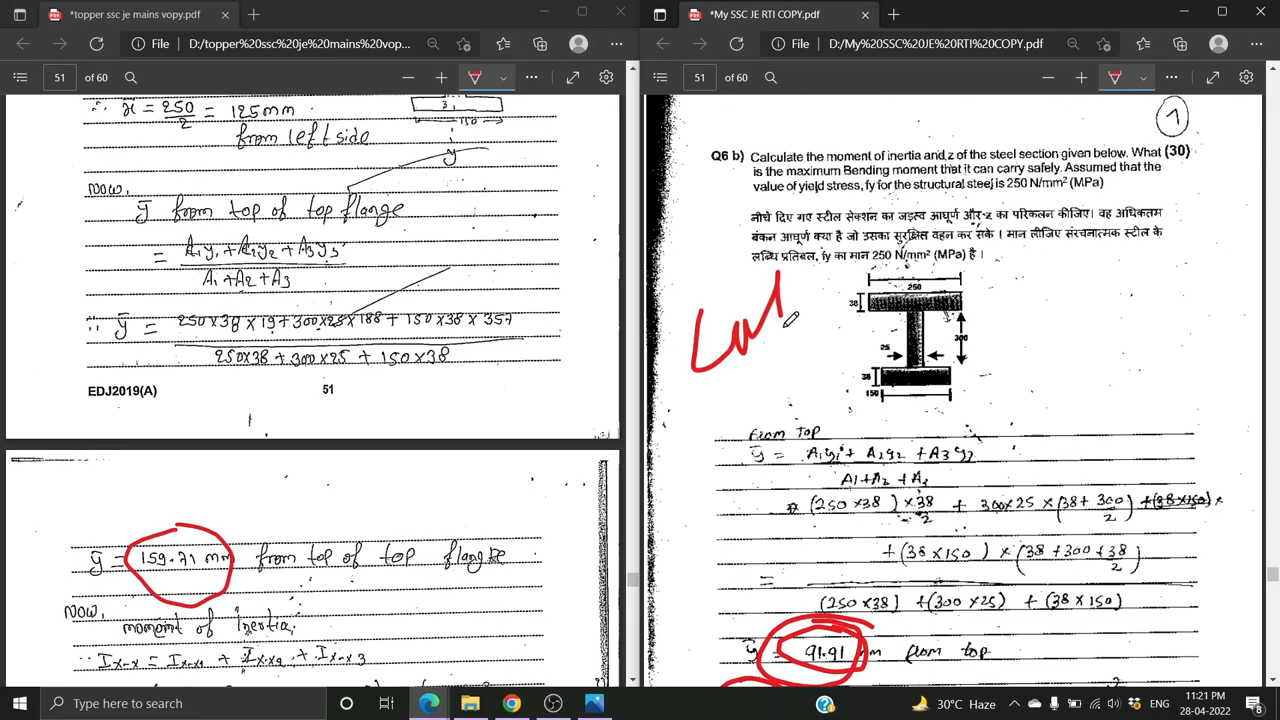 *topper ssc je mains vopy.pdf
*My SSC JE RTI COPY.pdf
File | D:/topper%20ssc%20je%20mains%20vop...
File | D:/My%20SSC%20JE%20RTI%20COPY.pdf
51 of 60
51 of 60
∴ x̄ = 250/2 = 125mm.
from left side
3
150
y
Now,
ȳ from top of top flange
= A₁y₁ + A₂y₂ + A₃y₃
A₁ + A₂ + A₃
∴ ȳ = 250×38×19 + 300×25×188 + 150×38×357
250×38 + 300×25 + 150×38
EDJ2019(A) 51
ȳ = 159.71 mm from top of top flange
Now,
moment of Inertia,
∵ Ix-x = Ix-x1 + Ix-x2 + Ix-x3
1
Q6 b) Calculate the moment of inertia and z of the steel section given below. What (30)
is the maximum Bending moment that it can carry safely. Assumed that the
value of yield stress, fy for the structural steel is 250 N/mm² (MPa)
नीचे दिए गए स्टील सेक्शन का जड़त्व आघूर्ण और z का परिकलन कीजिए। वह अधिकतम
बंकन आघूर्ण क्या है जो उसका सुरक्षित वहन कर सके। मान लीजिए संरचनात्मक स्टील के
लब्धि प्रतिबल, fy का मान 250 N/mm² (MPa) है।
250
38
300
25
38
150
From Top
ȳ = A₁y₁ + A₂y₂ + A₃y₃
A₁+A₂ + A₃
(250×38) × 38/2 + 300×25 × (38+ 300/2) + (38×150) ×
+ (38×150) × (38+300+38/2)
=
(250×38) + (300×25) + (38×150)
ȳ = 91.91 mm from top
Type here to search
30°C Haze
ENG
11:21 PM
28-04-2022